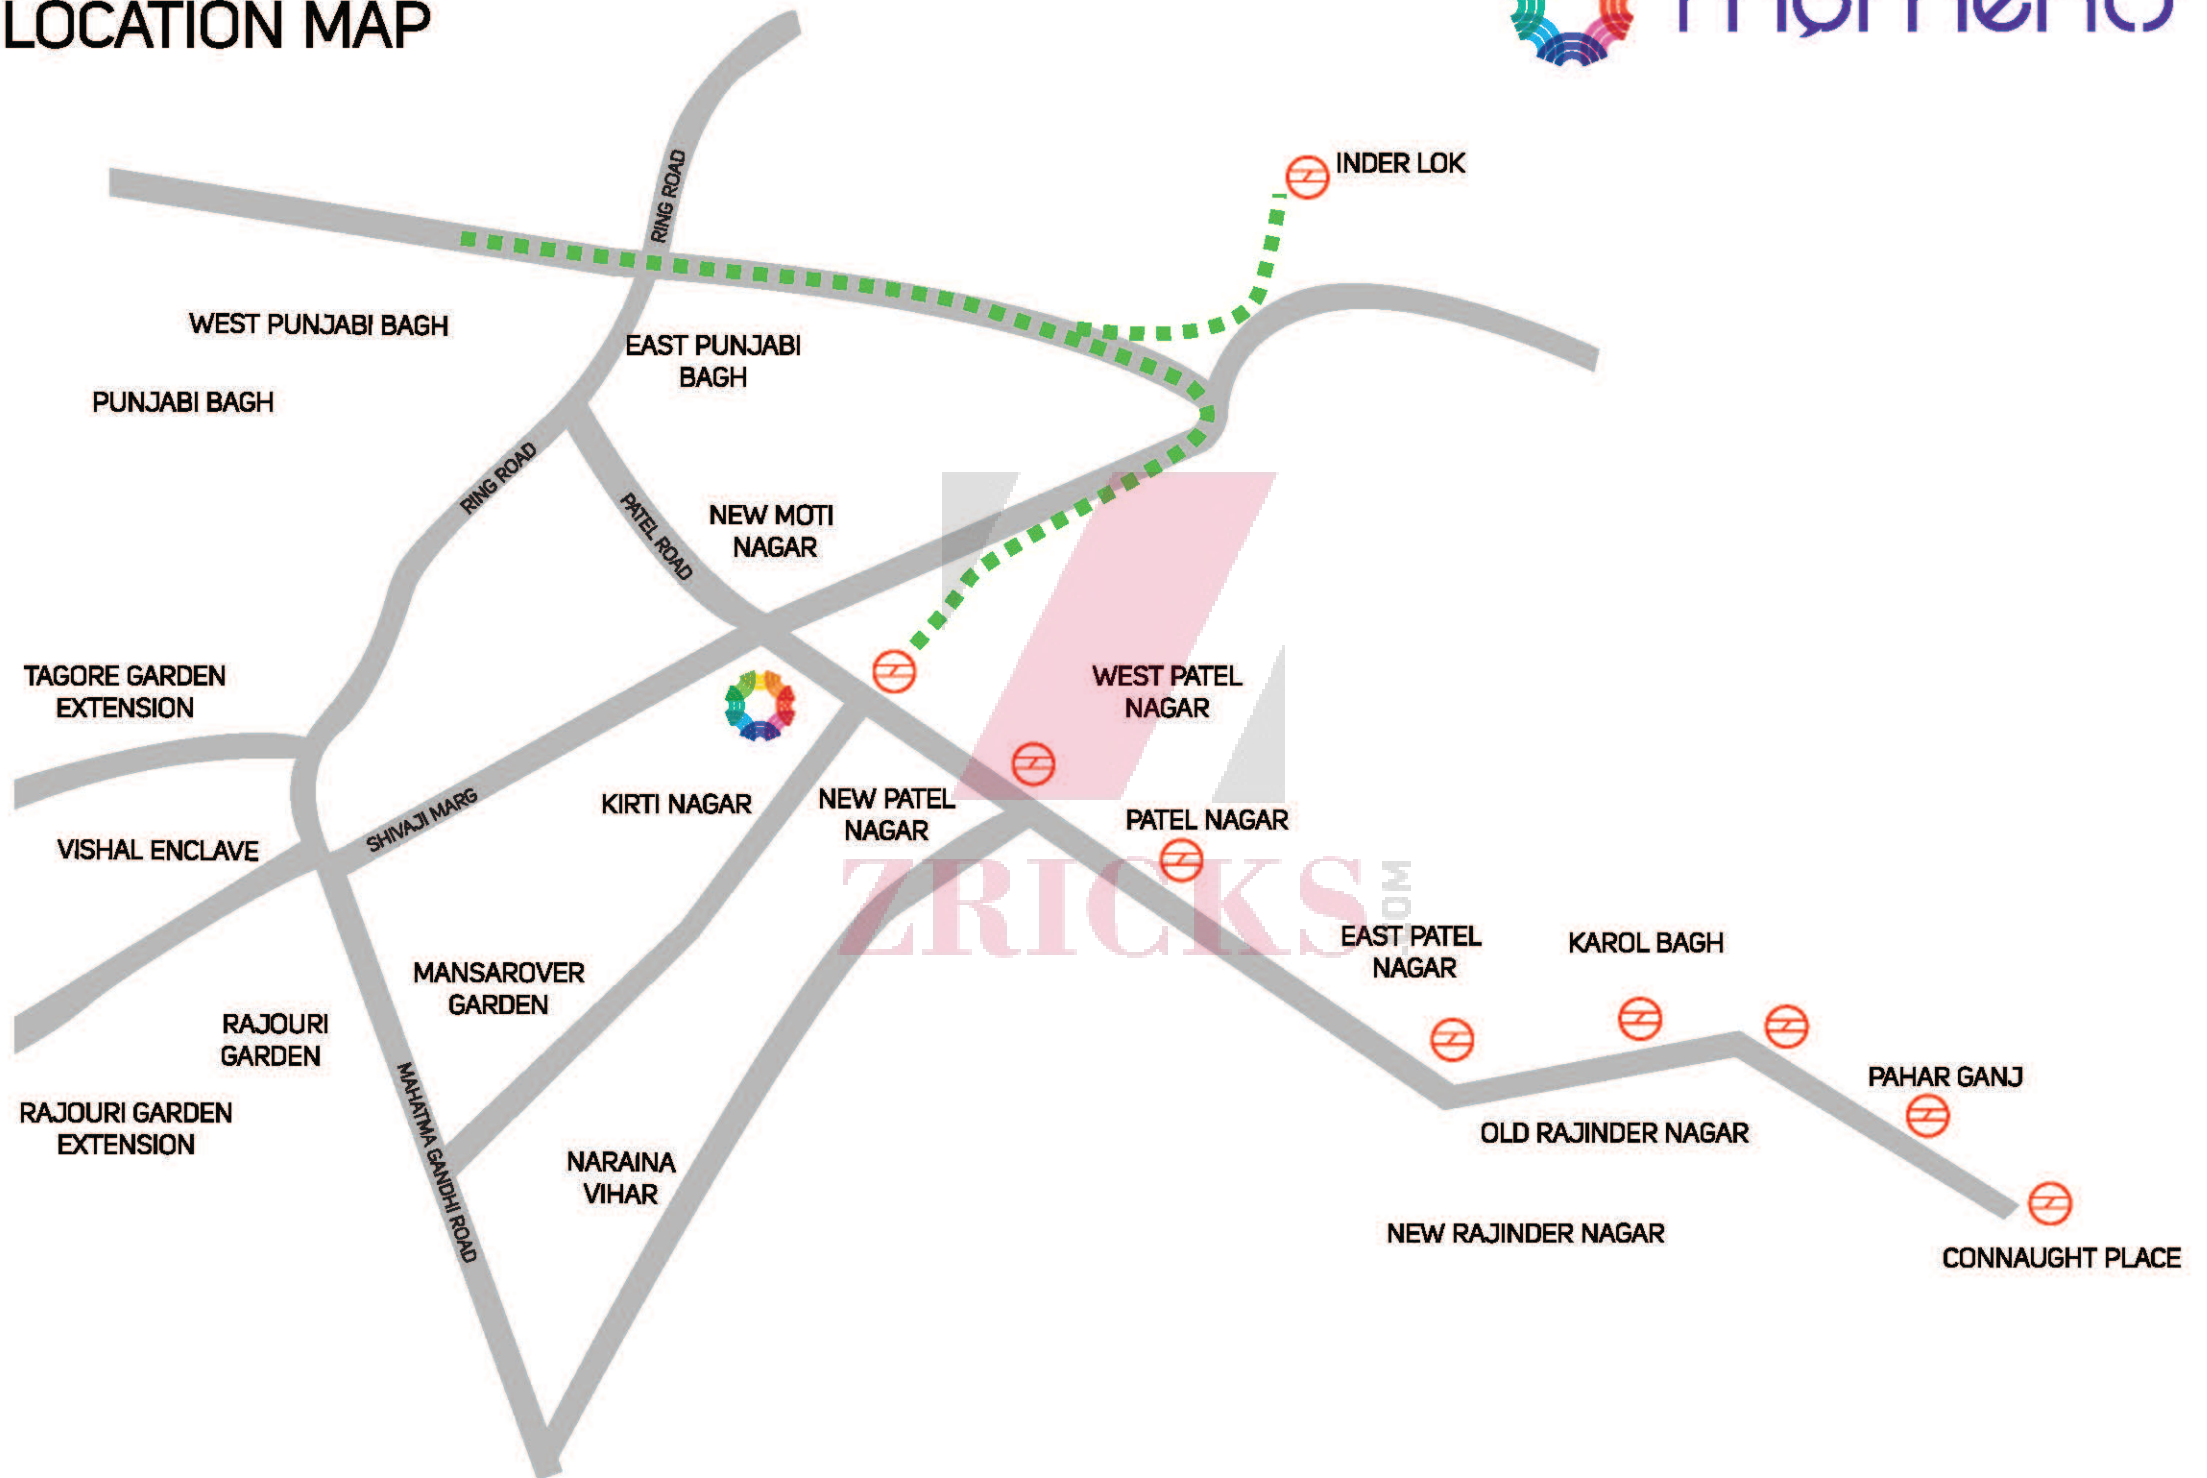 LOCATION MAP
INDER LOK
RING ROAD
WEST PUNJABI BAGH
EAST PUNJABI
BAGH
PUNJABI BAGH
RING ROAD
PATEL ROAD
NEW MOTI
NAGAR
TAGORE GARDEN
EXTENSION
WEST PATEL
NAGAR
SHIVAJI MARG
KIRTI NAGAR
NEW PATEL
NAGAR
PATEL NAGAR
VISHAL ENCLAVE
ZRICKS
.COM
EAST PATEL
NAGAR
KAROL BAGH
MANSAROVER
GARDEN
RAJOURI
GARDEN
MAHATMA GANDHI ROAD
PAHAR GANJ
RAJOURI GARDEN
EXTENSION
OLD RAJINDER NAGAR
NARAINA
VIHAR
NEW RAJINDER NAGAR
CONNAUGHT PLACE